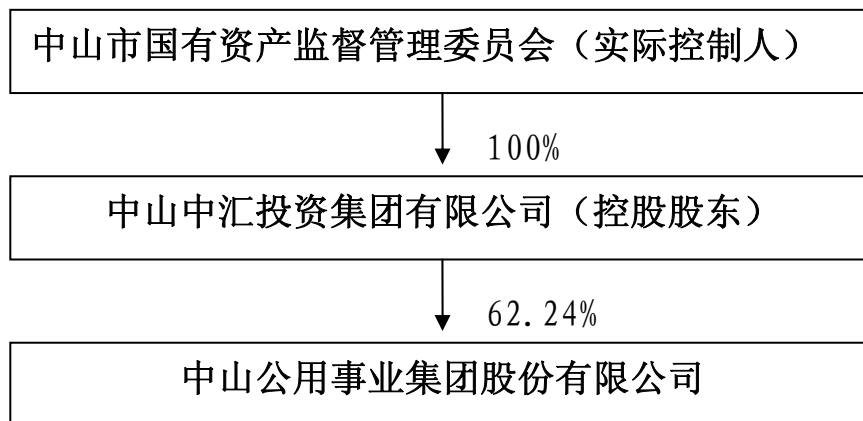 中山市国有资产监督管理委员会（实际控制人）
100%
中山中汇投资集团有限公司（控股股东）
62.24%
中山公用事业集团股份有限公司